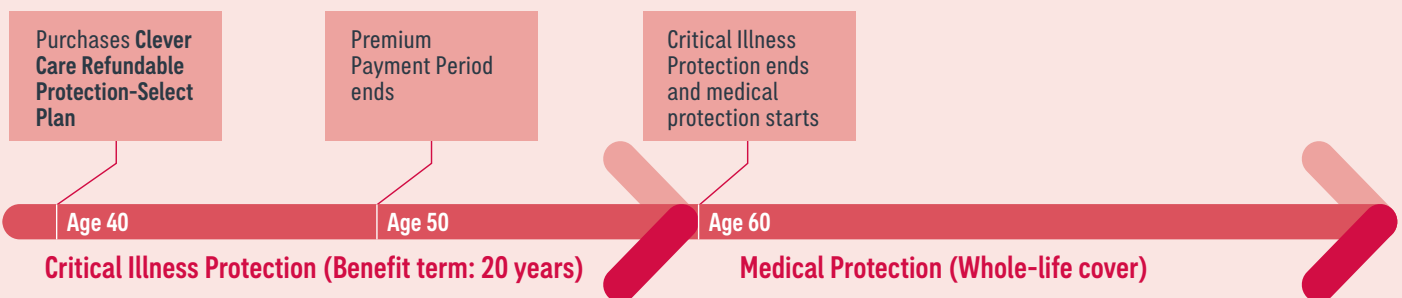 Purchases Clever
Care Refundable
Protection-Select
Plan
Premium
Payment Period
ends
Critical Illness
Protection ends
and medical
protection starts
Age 40
Age 50
Age 60
Critical Illness Protection (Benefit term: 20 years)
Medical Protection (Whole-life cover)